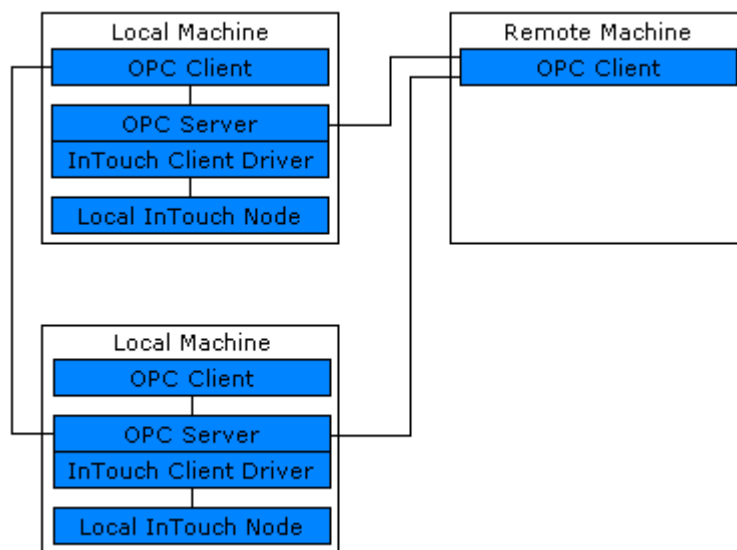 Local Machine
OPC Client
OPC Server
InTouch Client Driver
Local InTouch Node
Remote Machine
OPC Client
Local Machine
OPC Client
OPC Server
InTouch Client Driver
Local InTouch Node